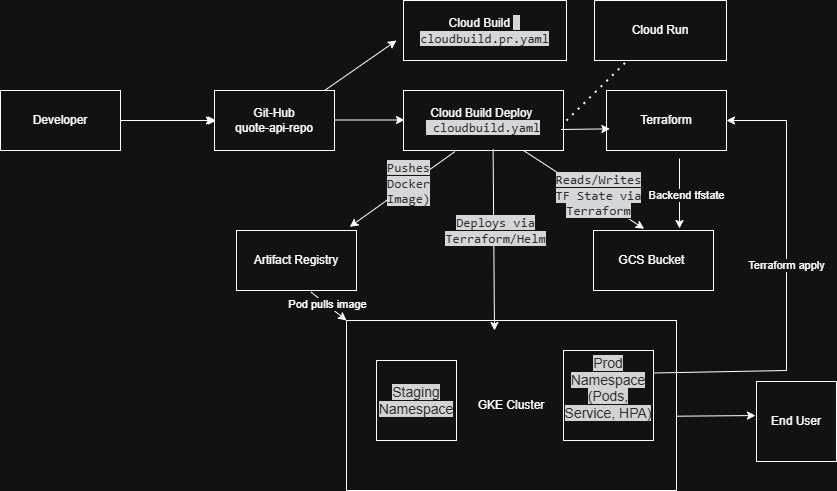 Cloud Build
cloudbuild.pr.yaml
Cloud Run
Developer
Git-Hub
quote-api-repo
Cloud Build Deploy
cloudbuild.yaml
Terraform
Pushes
Docker
Image)
Reads/Writes
TF State via
Terraform
Backend tfstate
Deploys via
Terraform/Helm
Artifact Registry
GCS Bucket
Terraform apply
Pod pulls image
Staging
Namespace
GKE Cluster
Prod
Namespace
(Pods,
Service, HPA)
End User